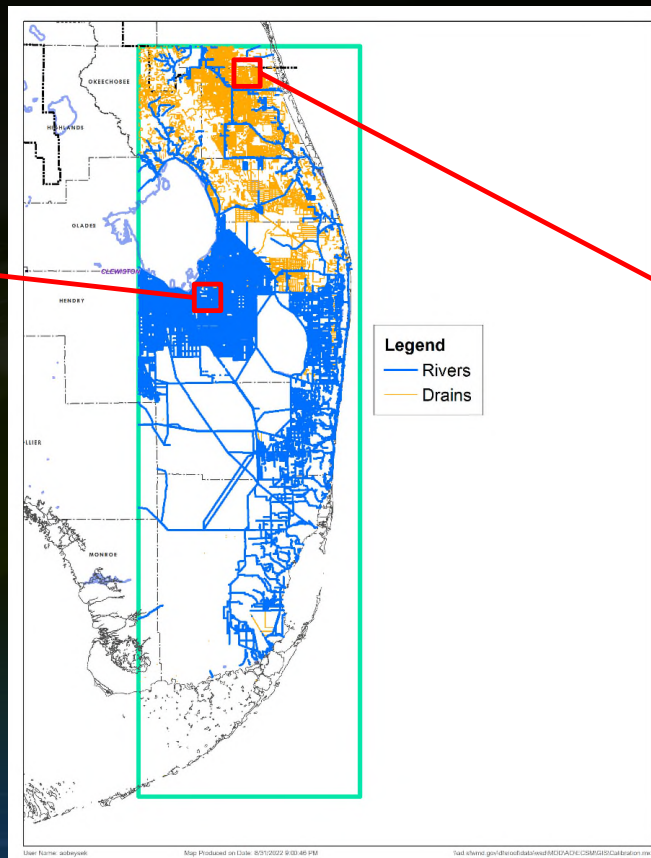 OKEECHOBEE
HIGHLANDS
GLADES
CLEWISTON
HENDRY
LLIER
MONROE
Legend
Rivers
Drains
User Name: aobeysek
Map Produced on Date: 8/31/2022 9:00:46 PM